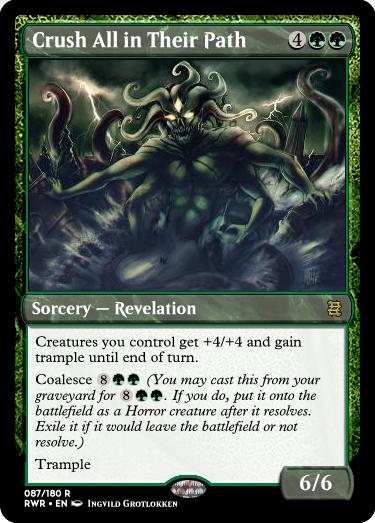 Crush All in Their Path 4
Sorcery — Revelation
Creatures you control get +4/+4 and gain
trample until end of turn.
Coalesce 8 (You may cast this from your
graveyard for 8. If you do, put it onto the
battlefield as a Horror creature after it resolves.
Exile it if it would leave the battlefield or not
resolve.)
Trample
6/6
087/180 R
RWR • EN Ingvild Grotlokken